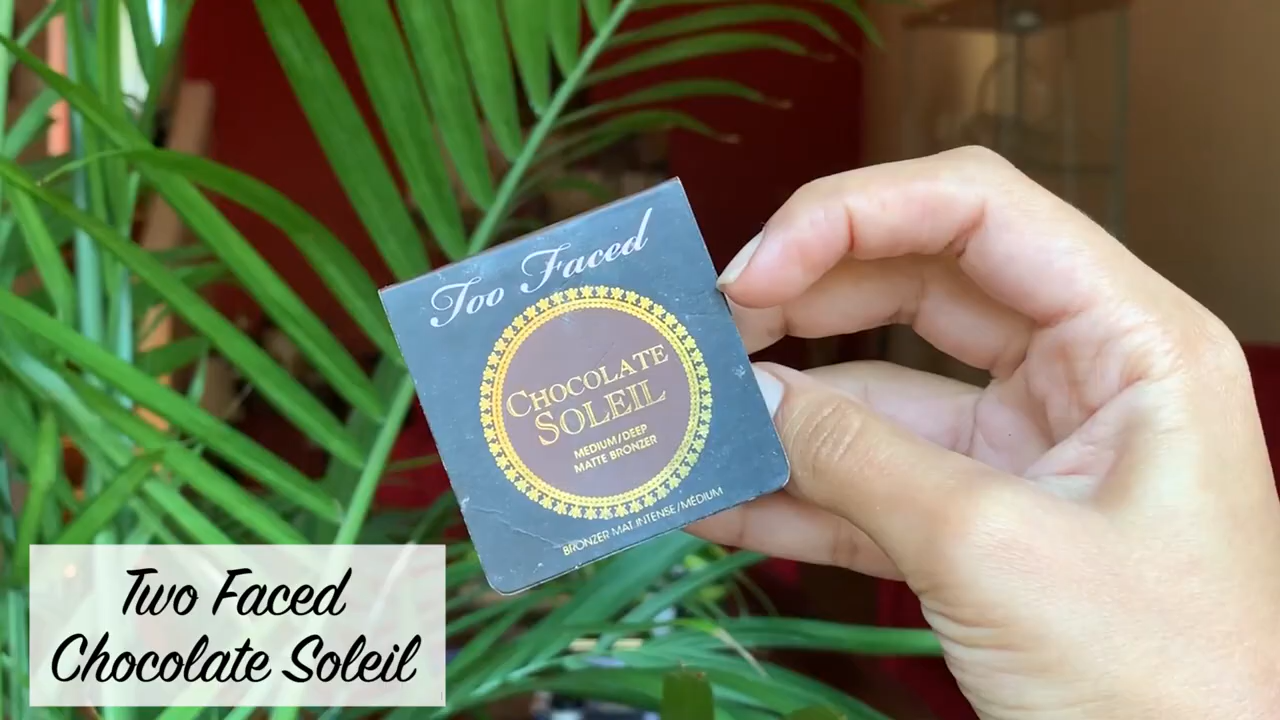 Too Faced
CHOCOLATE
SOLEIL
MEDIUM/DEEP
MATTE BRONZER
BRONZER MAT INTENSE/MEDIUM
Two Faced
Chocolate Soleil